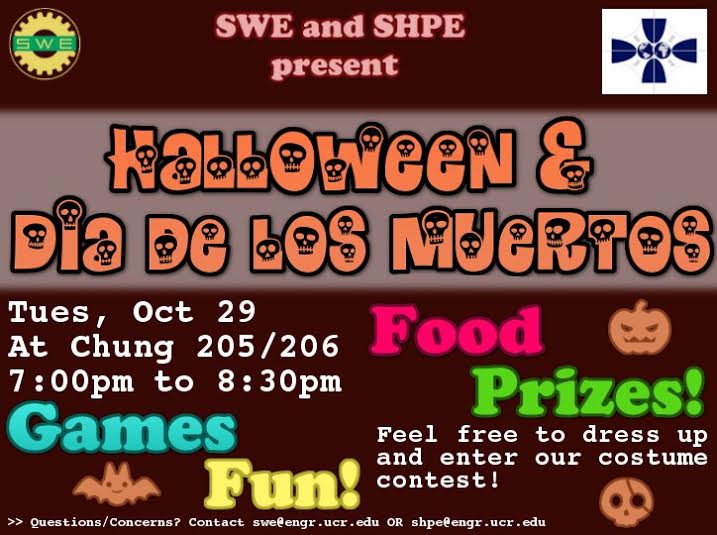 SWE
SWE and SHPE
present
Halloween &
Dia de los Muertos
Tues, Oct 29
At Chung 205/206
7:00pm to 8:30pm
Food
Prizes!
Games
Fun!
Feel free to dress up
and enter our costume
contest!
>> Questions/Concerns? Contact swe@engr.ucr.edu OR shpe@engr.ucr.edu